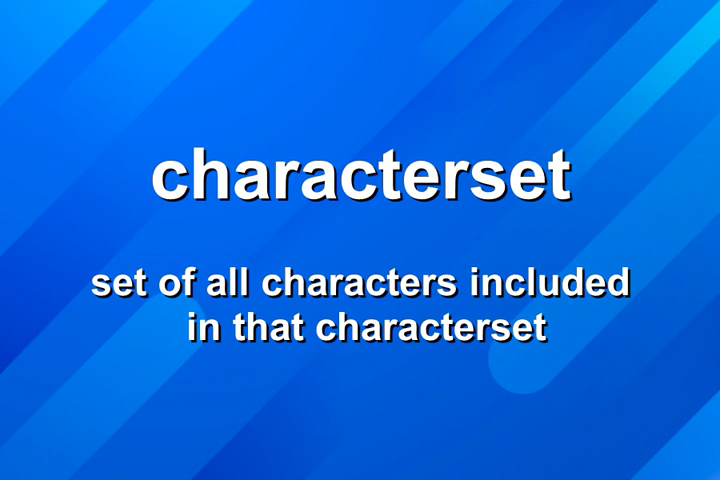 characterset
set of all characters included
in that characterset